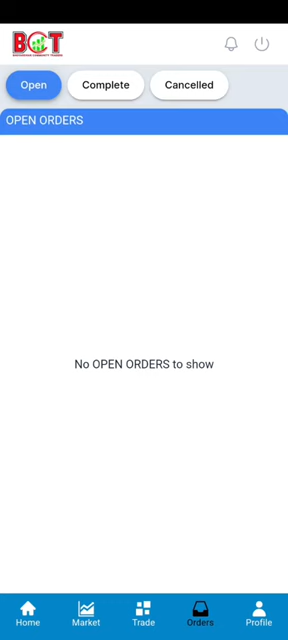 BCT
Open
Complete
Cancelled
OPEN ORDERS
No OPEN ORDERS to show
Home
Market
Trade
Orders
Profile